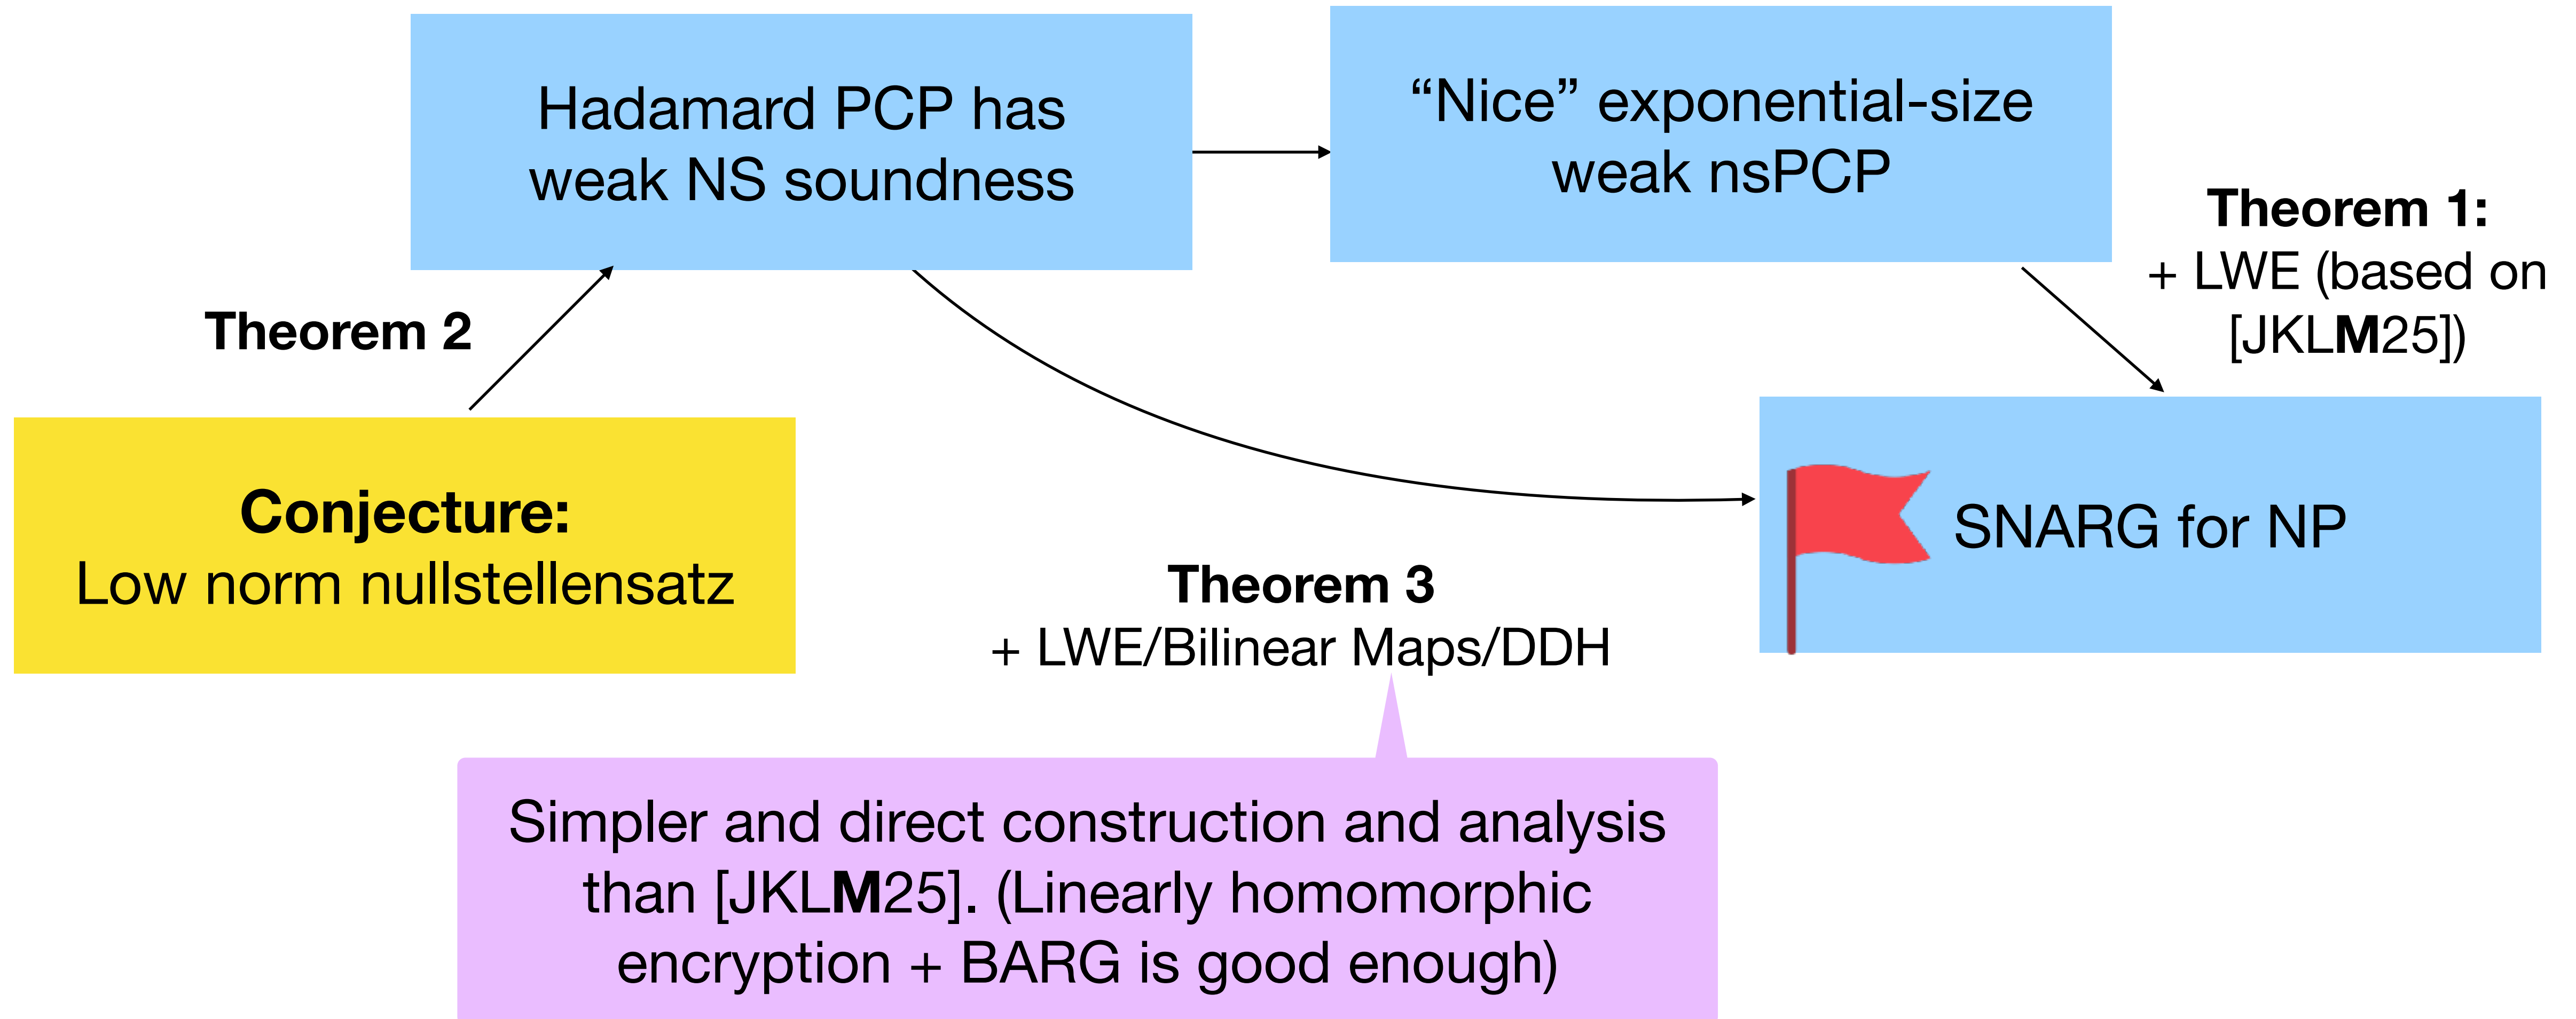 Hadamard PCP has
weak NS soundness
“Nice” exponential-size
weak nsPCP
Theorem 1:
+ LWE (based on
[JKLM25])
Theorem 2
Conjecture:
Low norm nullstellensatz
SNARG for NP
Theorem 3
+ LWE/Bilinear Maps/DDH
Simpler and direct construction and analysis
than [JKLM25]. (Linearly homomorphic
encryption + BARG is good enough)